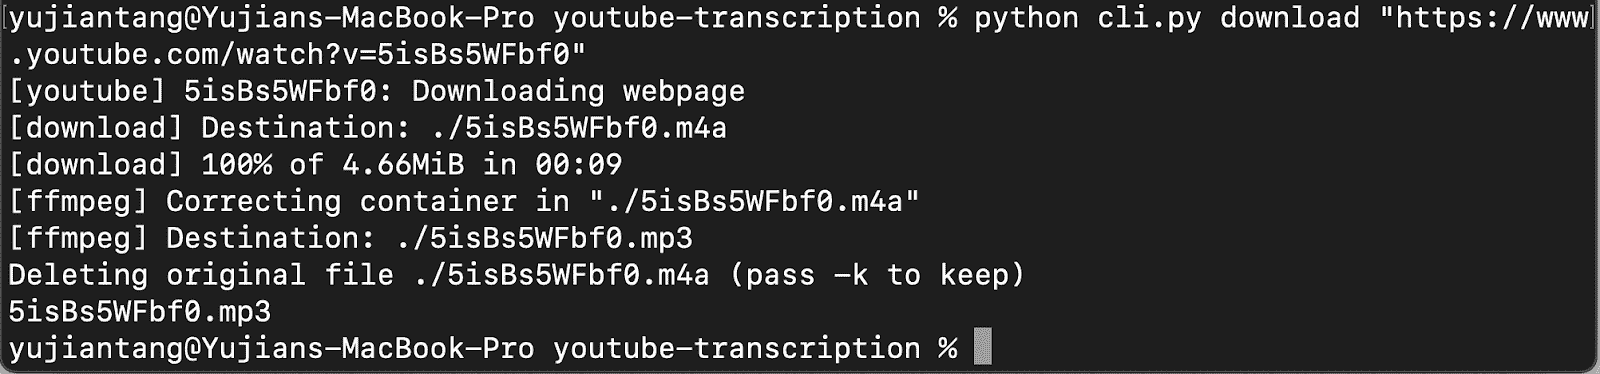 [yujiantang@Yujians-MacBook-Pro youtube-transcription % python cli.py download "https://www]
.youtube.com/watch?v=5isBs5WFbf0"
[youtube] 5isBs5WFbf0: Downloading webpage
[download] Destination: ./5isBs5WFbf0.m4a
[download] 100% of 4.66MiB in 00:09
[ffmpeg] Correcting container in "./5isBs5WFbf0.m4a"
[ffmpeg] Destination: ./5isBs5WFbf0.mp3
Deleting original file ./5isBs5WFbf0.m4a (pass -k to keep)
5isBs5WFbf0.mp3
yujiantang@Yujians-MacBook-Pro youtube-transcription %